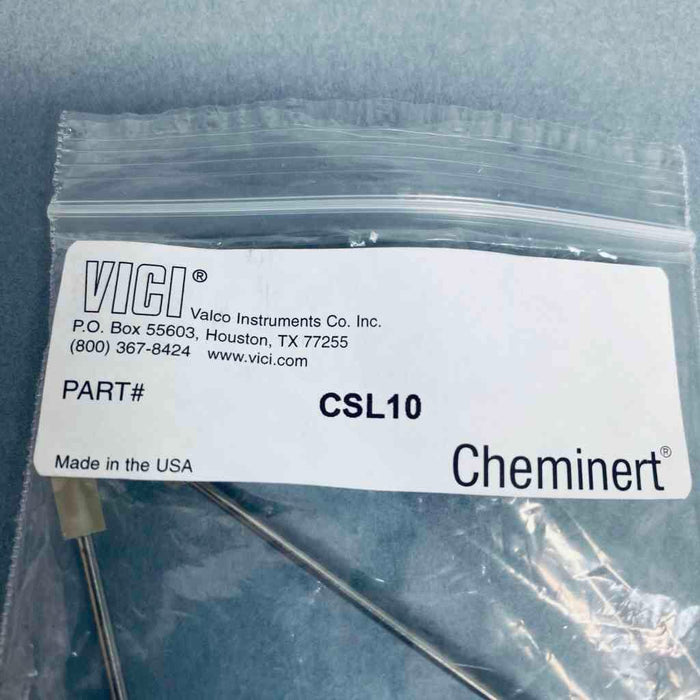 VICI®
Valco Instruments Co. Inc.
P.O. Box 55603, Houston, TX 77255
(800) 367-8424 www.vici.com
PART# CSL10
Made in the USA
Cheminert®